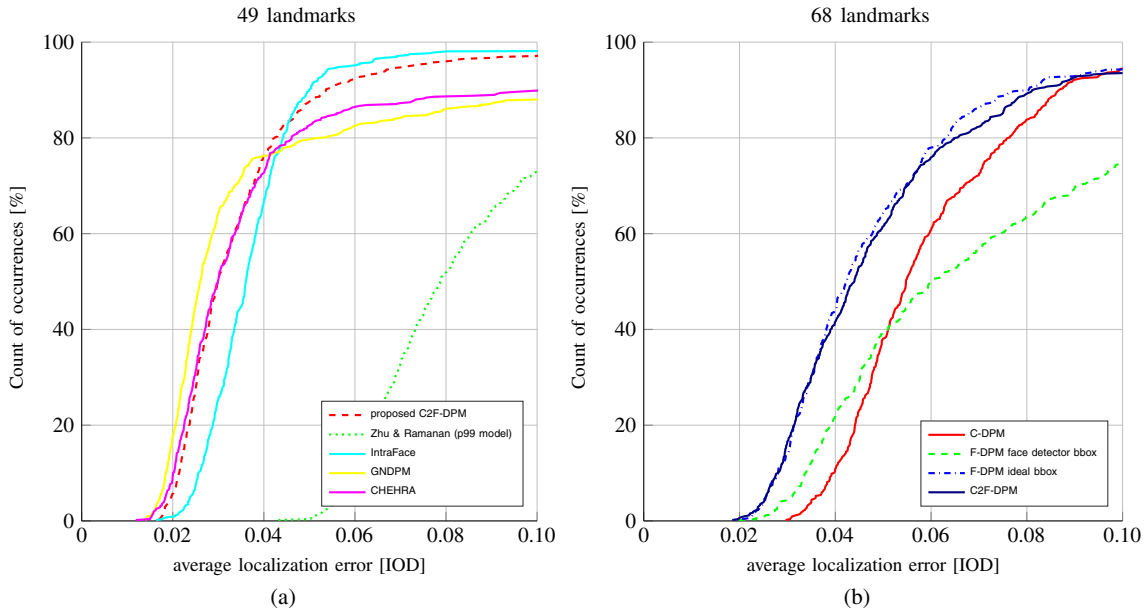 49 landmarks
100
80
60
40
20
0
0.02
0.04
0.06
0.08
0.10
Count of occurrences [%]
average localization error [IOD]
proposed C2F-DPM
Zhu & Ramanan (p99 model)
IntraFace
GNDPM
CHEHRA
(a)
68 landmarks
100
80
60
40
20
0
0
0.02
0.04
0.06
0.08
0.10
Count of occurrences [%]
average localization error [IOD]
C-DPM
F-DPM face detector bbox
F-DPM ideal bbox
C2F-DPM
(b)